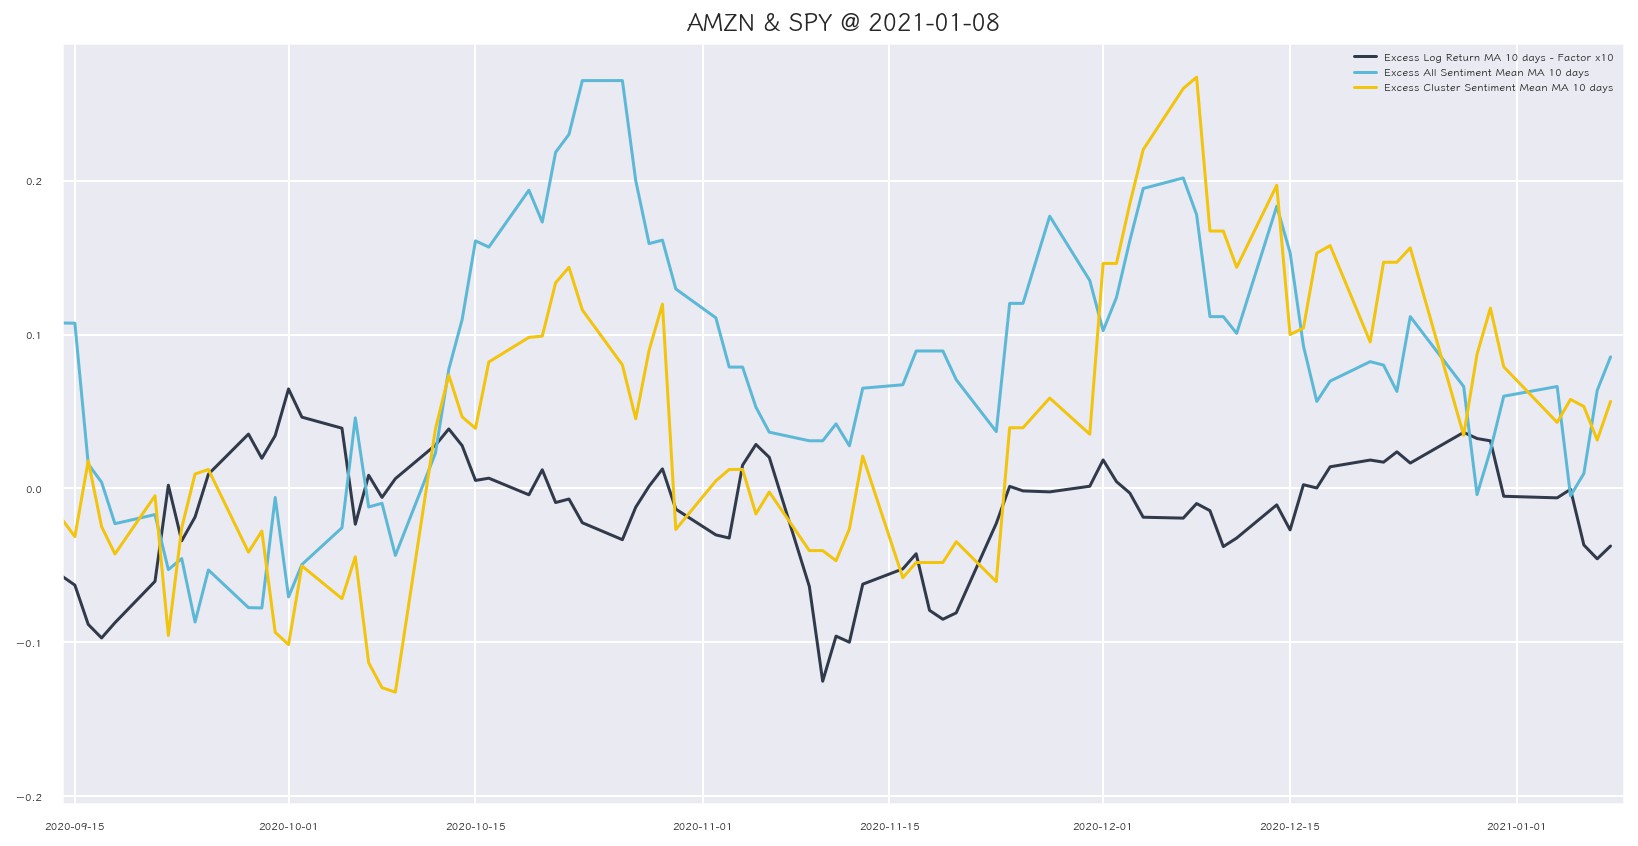 AMZN & SPY @ 2021-01-08
Excess Log Return MA 10 days - Factor x10
Excess All Sentiment Mean MA 10 days
Excess Cluster Sentiment Mean MA 10 days
0.2
0.1
0.0
−0.1
−0.2
2020-09-15 2020-10-01 2020-10-15 2020-11-01 2020-11-15 2020-12-01 2020-12-15 2021-01-01